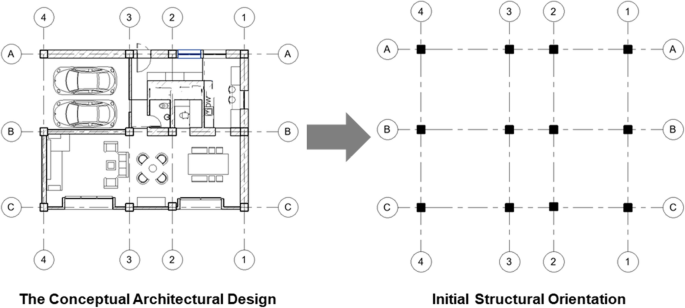 4 3 2 1
4 3 2 1
A A
A A
DW
B B
B B
C C
C C
4 3 2 1
4 3 2 1
The Conceptual Architectural Design
Initial Structural Orientation